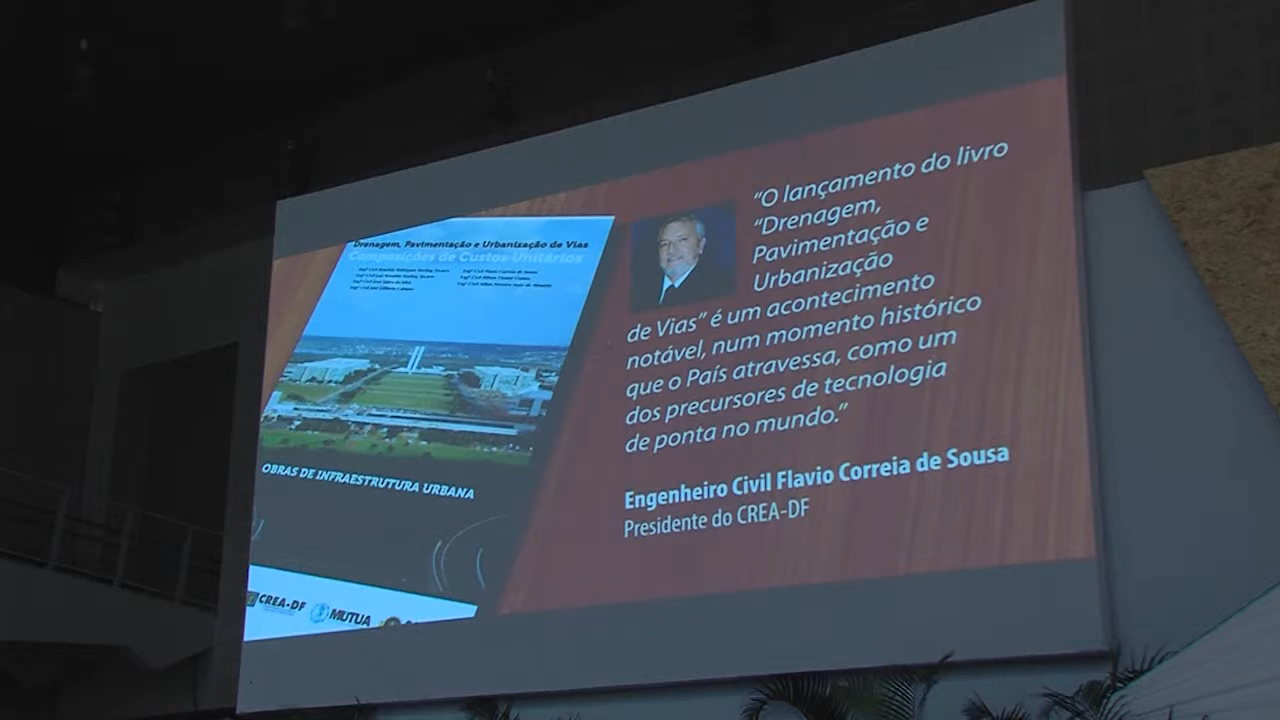 Drenagem, Pavimentação e Urbanização de Vias
Composições de Custos Unitários
OBRAS DE INFRAESTRUTURA URBANA
CREA-DF
MUTUA
“O lançamento do livro
“Drenagem,
Pavimentação e
Urbanização
de Vias” é um acontecimento
notável, num momento histórico
que o País atravessa, como um
dos precursores de tecnologia
de ponta no mundo.”
Engenheiro Civil Flavio Correia de Sousa
Presidente do CREA-DF